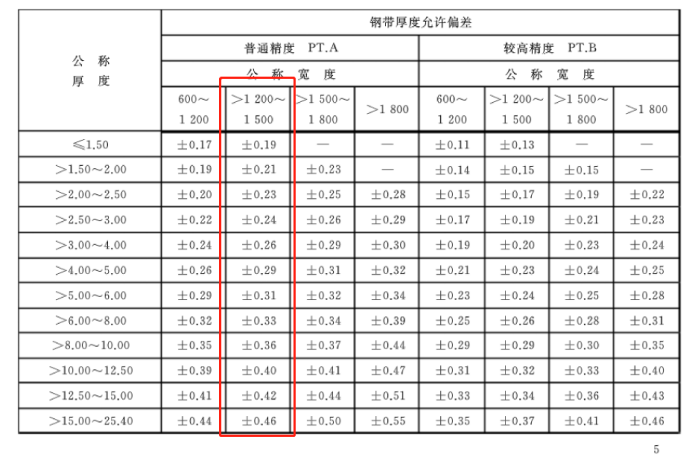 钢带厚度允许偏差
公 称
厚 度
普通精度 PT.A 较高精度 PT.B
公 称 宽 度 公 称 宽 度
600～ >1 200～ >1 500～ >1 800 600～ >1 200～ >1 500～ >1 800
1 200 1 500 1 800 1 200 1 500 1 800
≤1.50 ±0.17 ±0.19 — — ±0.11 ±0.13 — —
>1.50～2.00 ±0.19 ±0.21 ±0.23 — ±0.14 ±0.15 ±0.15 —
>2.00～2.50 ±0.20 ±0.23 ±0.25 ±0.28 ±0.15 ±0.17 ±0.19 ±0.22
>2.50～3.00 ±0.22 ±0.24 ±0.26 ±0.29 ±0.17 ±0.19 ±0.21 ±0.23
>3.00～4.00 ±0.24 ±0.26 ±0.29 ±0.30 ±0.19 ±0.20 ±0.23 ±0.24
>4.00～5.00 ±0.26 ±0.29 ±0.31 ±0.32 ±0.21 ±0.23 ±0.24 ±0.25
>5.00～6.00 ±0.29 ±0.31 ±0.32 ±0.34 ±0.23 ±0.24 ±0.25 ±0.28
>6.00～8.00 ±0.32 ±0.33 ±0.34 ±0.39 ±0.25 ±0.26 ±0.28 ±0.31
>8.00～10.00 ±0.35 ±0.36 ±0.37 ±0.44 ±0.29 ±0.29 ±0.30 ±0.35
>10.00～12.50 ±0.39 ±0.40 ±0.41 ±0.47 ±0.31 ±0.32 ±0.33 ±0.40
>12.50～15.00 ±0.41 ±0.42 ±0.44 ±0.51 ±0.33 ±0.34 ±0.36 ±0.43
>15.00～25.40 ±0.44 ±0.46 ±0.50 ±0.55 ±0.35 ±0.37 ±0.41 ±0.46
5